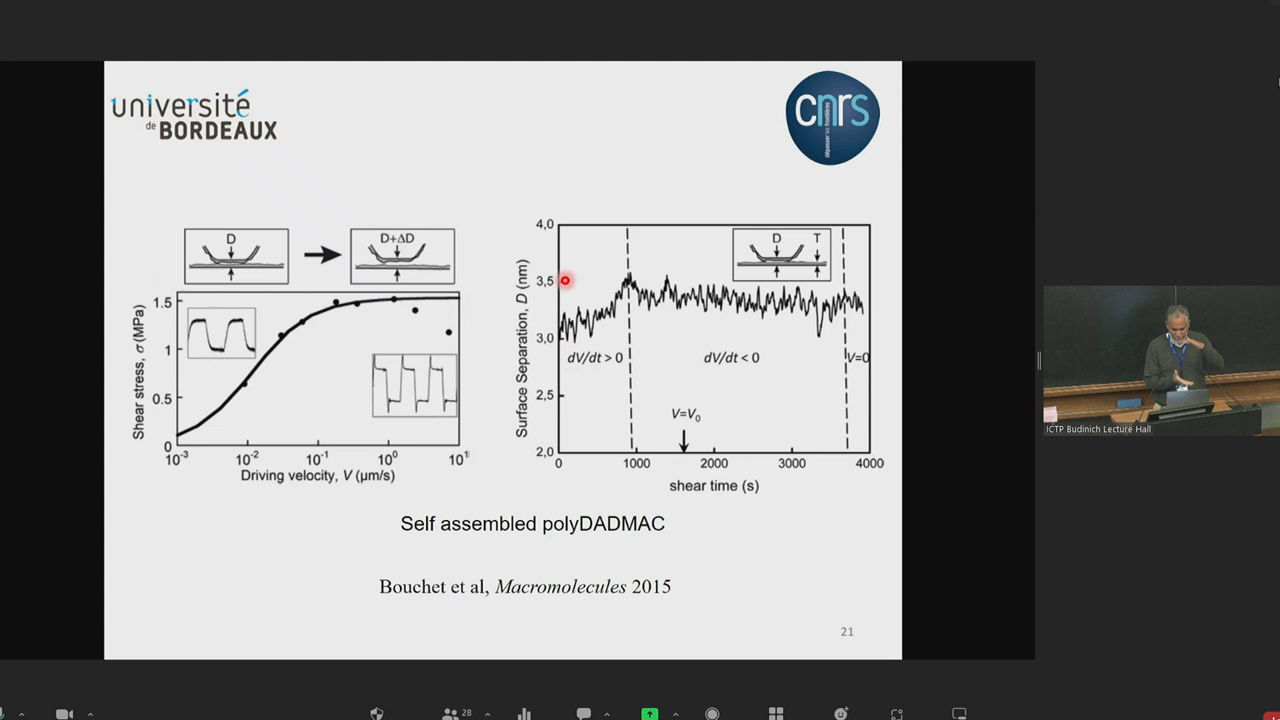 université
de BORDEAUX
cnrs
dépasser les frontières
D
D+ΔD
1.5
1
0.5
0
Shear stress, σ (MPa)
10⁻³ 10⁻² 10⁻¹ 10⁰ 10¹
Driving velocity, V (µm/s)
4,0
3,5
3,0
2,5
2,0
Surface Separation, D (nm)
D T
dV/dt > 0
dV/dt < 0
V=0
V=V₀
0 1000 2000 3000 4000
shear time (s)
Self assembled polyDADMAC
Bouchet et al, Macromolecules 2015
21
ICTP Budinich Lecture Hall
28